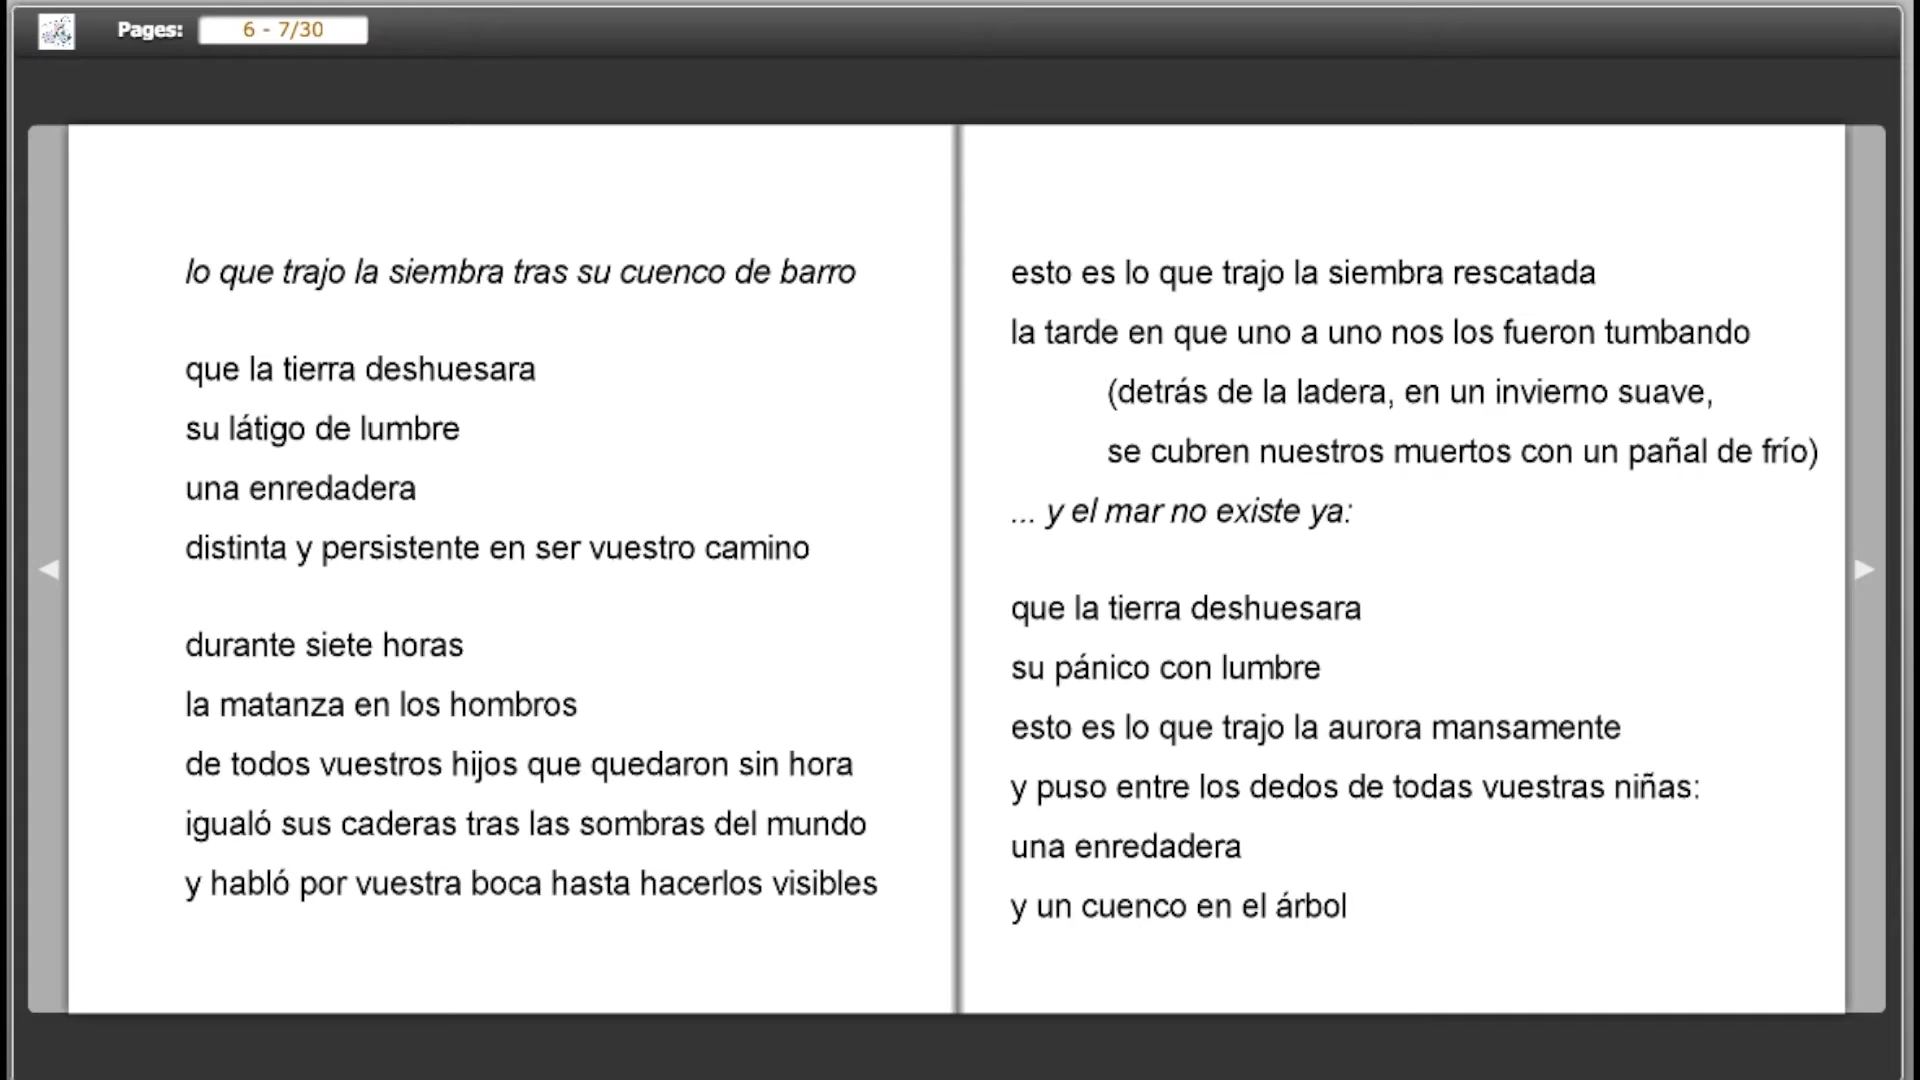 Pages: 6 - 7/30
lo que trajo la siembra tras su cuenco de barro
que la tierra deshuesara
su látigo de lumbre
una enredadera
distinta y persistente en ser vuestro camino
durante siete horas
la matanza en los hombros
de todos vuestros hijos que quedaron sin hora
igualó sus caderas tras las sombras del mundo
y habló por vuestra boca hasta hacerlos visibles
esto es lo que trajo la siembra rescatada
la tarde en que uno a uno nos los fueron tumbando
(detrás de la ladera, en un invierno suave,
se cubren nuestros muertos con un pañal de frío)
... y el mar no existe ya:
que la tierra deshuesara
su pánico con lumbre
esto es lo que trajo la aurora mansamente
y puso entre los dedos de todas vuestras niñas:
una enredadera
y un cuenco en el árbol